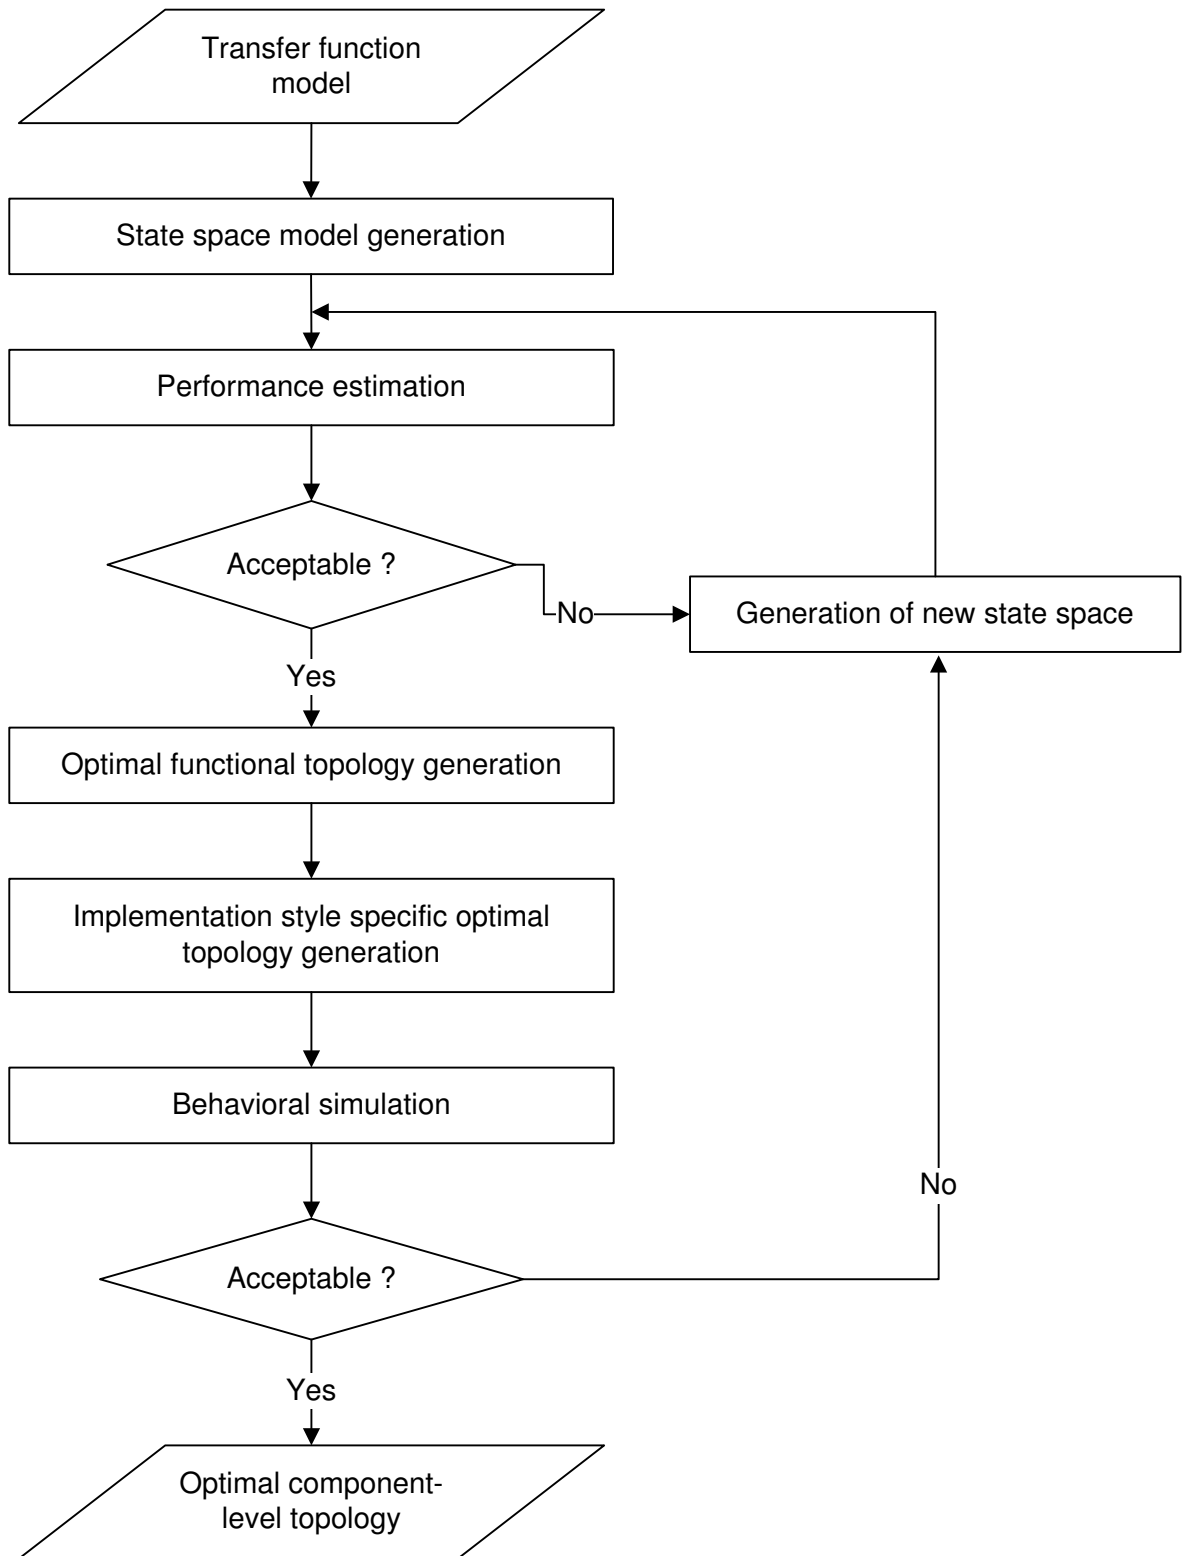 Transfer function
model
State space model generation
Performance estimation
Acceptable ?
No
Generation of new state space
Yes
Optimal functional topology generation
Implementation style specific optimal
topology generation
Behavioral simulation
No
Acceptable ?
Yes
Optimal component-
level topology